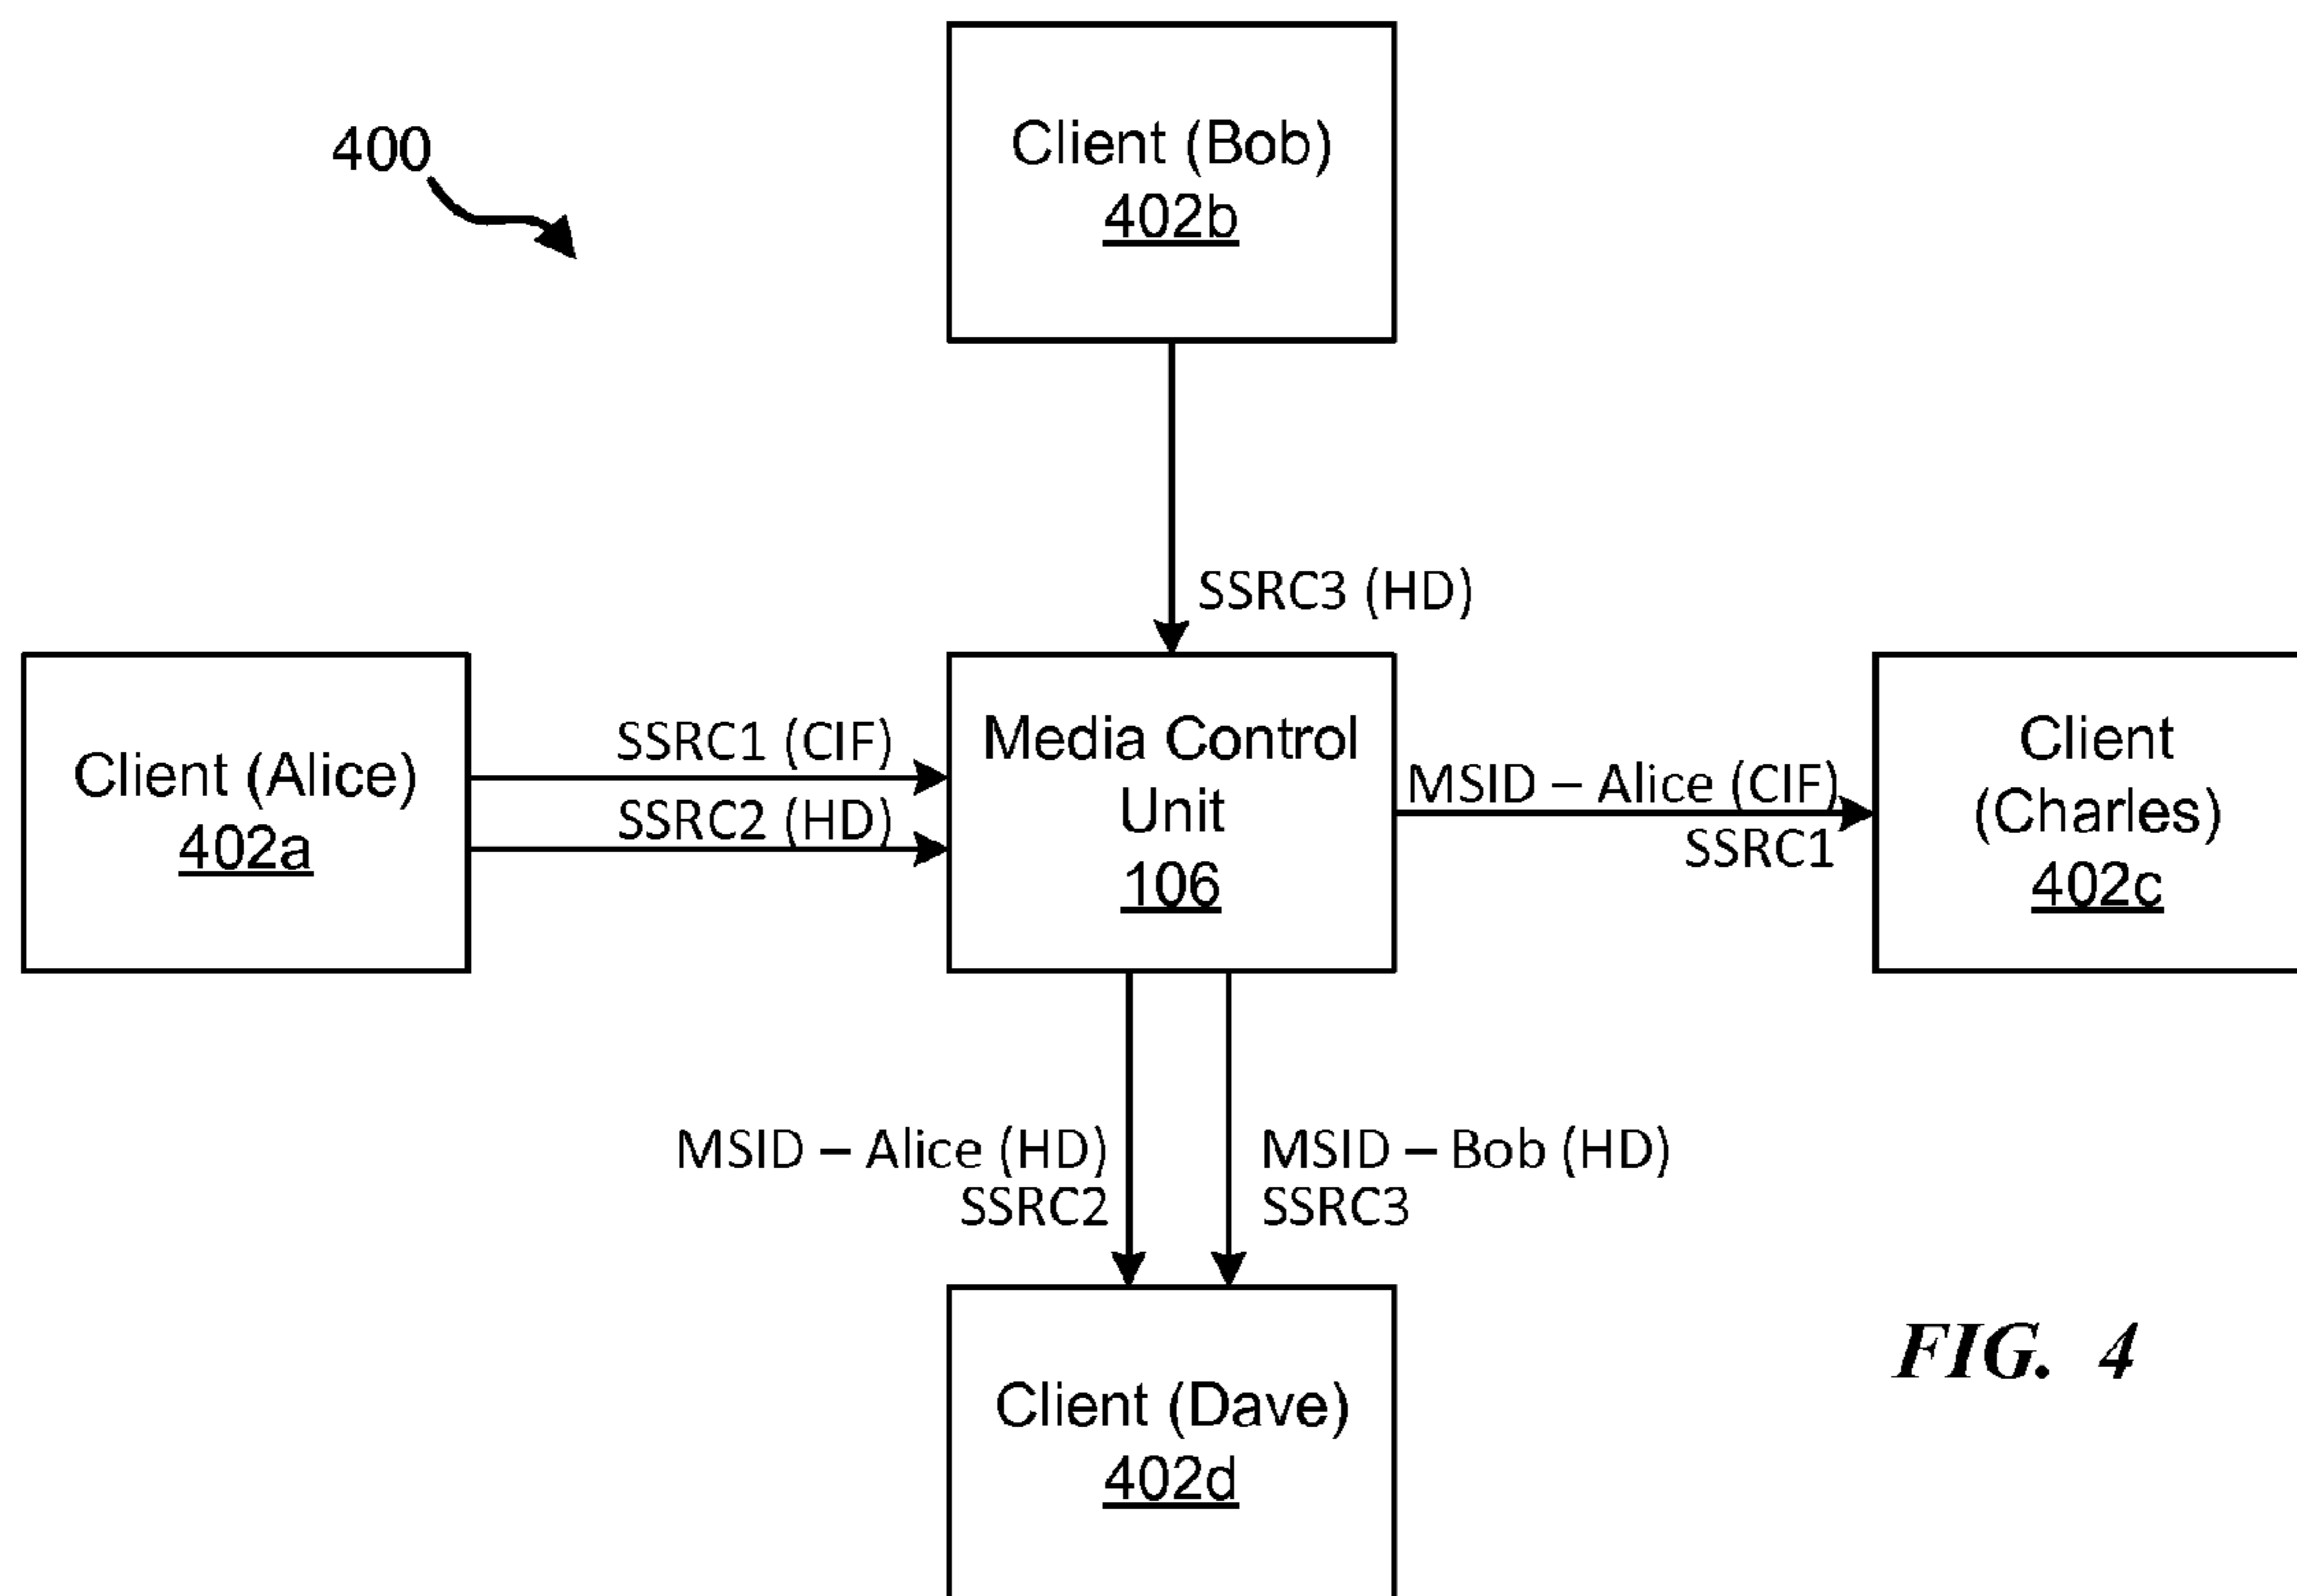 400
Client (Bob)
402b
SSRC3 (HD)
Client (Alice)
402a
SSRC1 (CIF)
SSRC2 (HD)
Media Control
Unit
106
MSID – Alice (CIF)
SSRC1
Client
(Charles)
402c
MSID – Alice (HD)
SSRC2
MSID – Bob (HD)
SSRC3
Client (Dave)
402d
FIG. 4